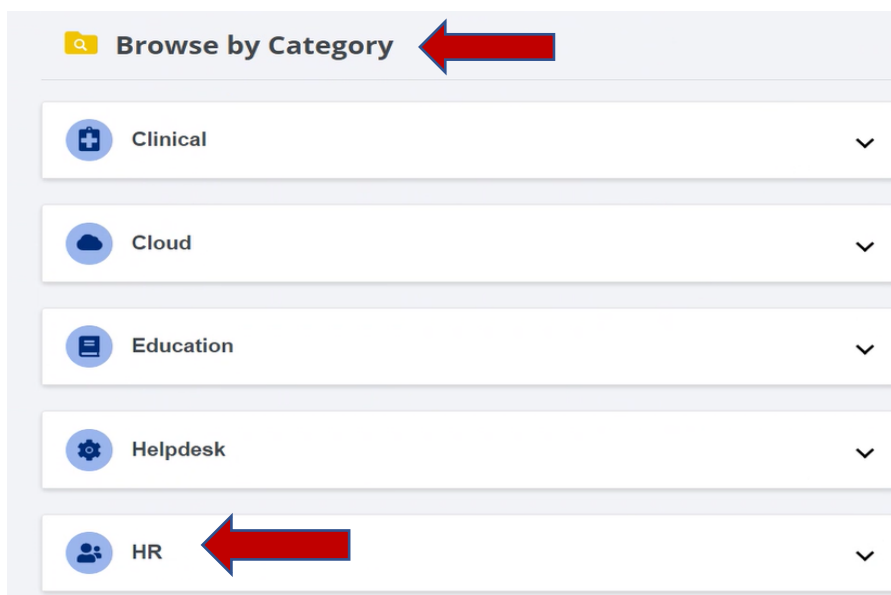 Browse by Category
Clinical
Cloud
Education
Helpdesk
HR